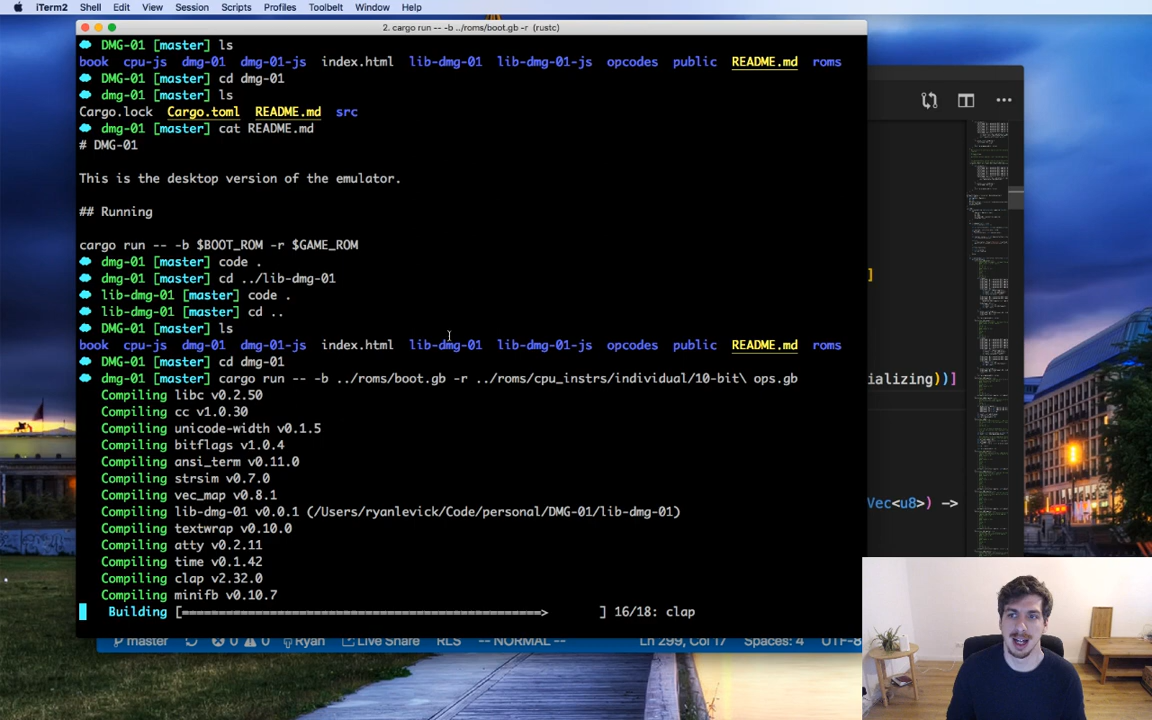 iTerm2 Shell Edit View Session Scripts Profiles Toolbelt Window Help
2. cargo run -- -b ../roms/boot.gb -r (rustc)
DMG-01 [master] ls
book cpu-js dmg-01 dmg-01-js index.html lib-dmg-01 lib-dmg-01-js opcodes public README.md roms
DMG-01 [master] cd dmg-01
dmg-01 [master] ls
Cargo.lock Cargo.toml README.md src
dmg-01 [master] cat README.md
# DMG-01
This is the desktop version of the emulator.
## Running
cargo run -- -b $BOOT_ROM -r $GAME_ROM
dmg-01 [master] code .
dmg-01 [master] cd ../lib-dmg-01
lib-dmg-01 [master] code .
lib-dmg-01 [master] cd ..
DMG-01 [master] ls
book cpu-js dmg-01 dmg-01-js index.html lib-dmg-01 lib-dmg-01-js opcodes public README.md roms
DMG-01 [master] cd dmg-01
dmg-01 [master] cargo run -- -b ../roms/boot.gb -r ../roms/cpu_instrs/individual/10-bit\ ops.gb
ializing))]
Compiling libc v0.2.50
Compiling cc v1.0.30
Compiling unicode-width v0.1.5
Compiling bitflags v1.0.4
Compiling ansi_term v0.11.0
Compiling strsim v0.7.0
Compiling vec_map v0.8.1
Vec<u8>) ->
Compiling lib-dmg-01 v0.0.1 (/Users/ryanlevick/Code/personal/DMG-01/lib-dmg-01)
Compiling textwrap v0.10.0
Compiling atty v0.2.11
Compiling time v0.1.42
Compiling clap v2.32.0
Compiling minifb v0.10.7
Building [==================================================> ] 16/18: clap
master 0 0 Ryan Live Share RLS -- NORMAL -- Ln 299, Col 17 Spaces: 4 UTF-8